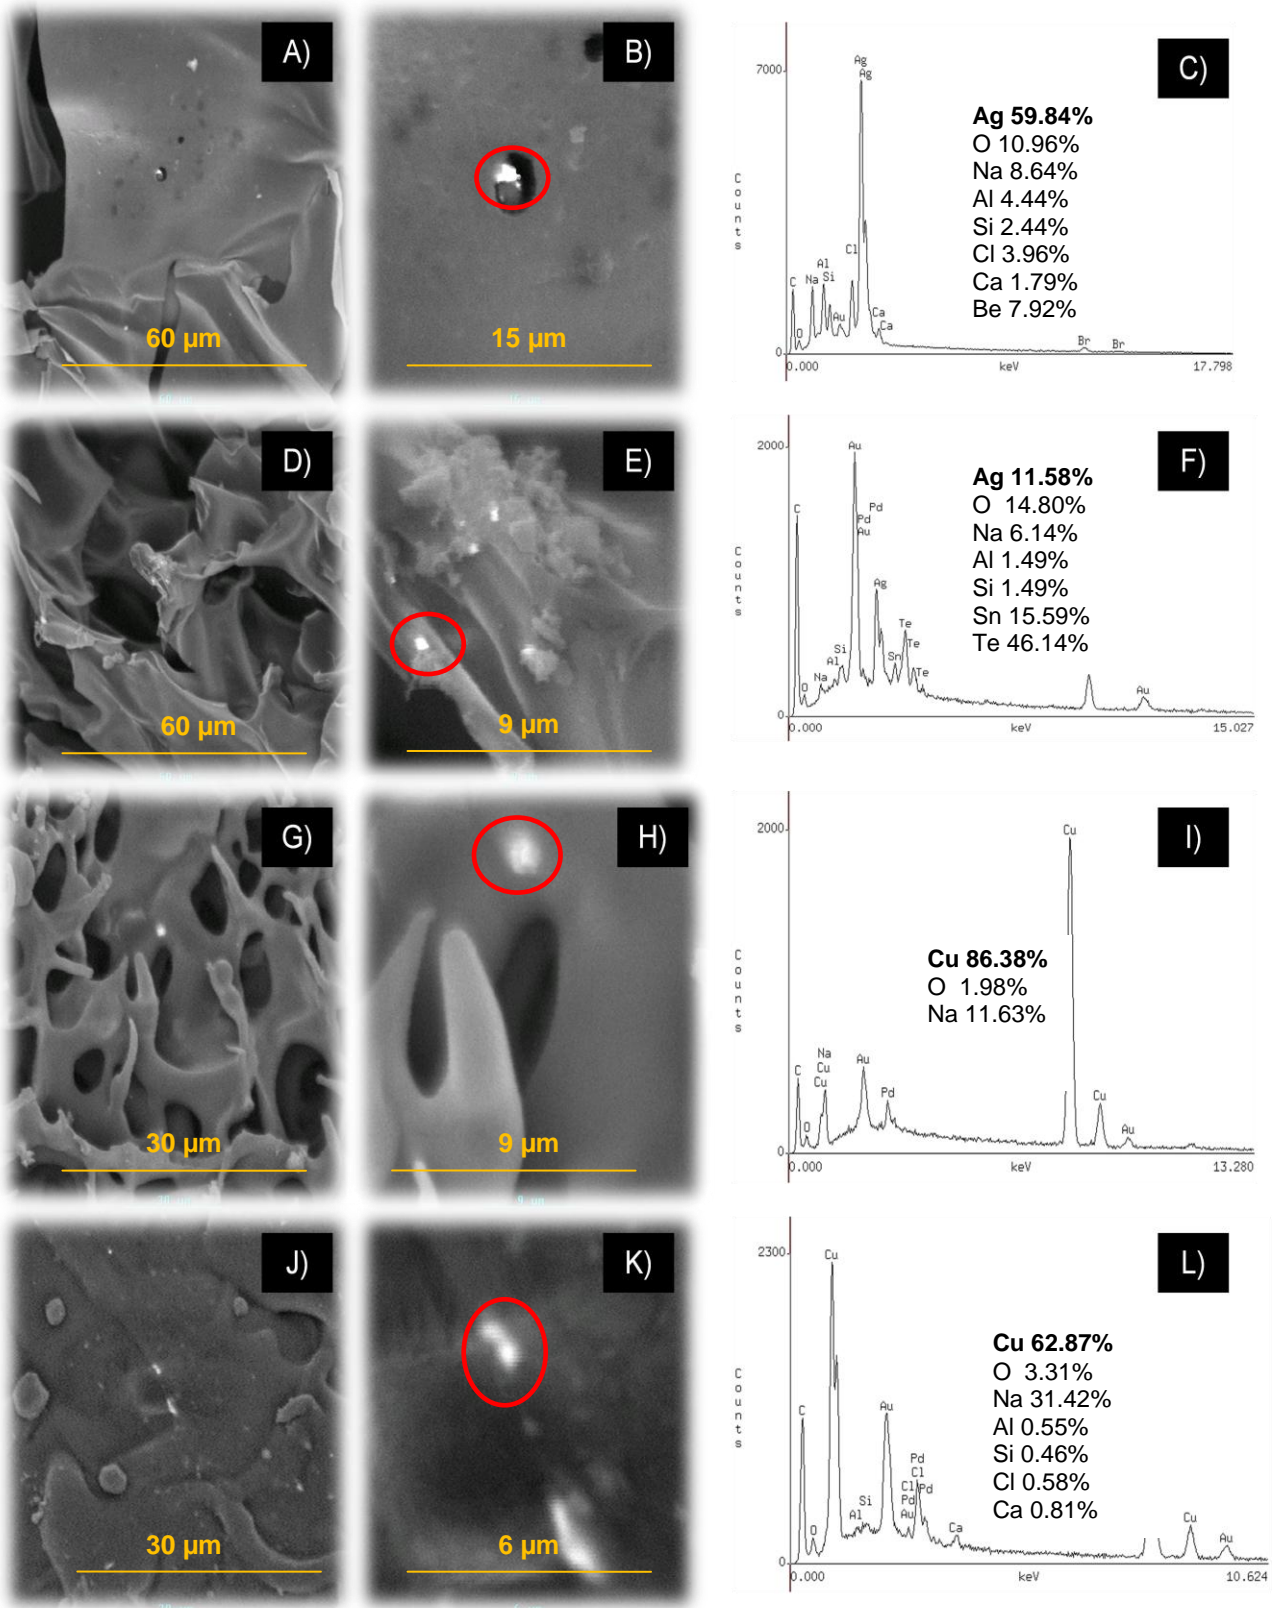 A)
60 µm
B)
15 µm
C)
7000
Counts
Ag
Ag
C
O
Na
Al
Si
Au
Cl
Ca
Ca
Br
Br
0
0.000
keV
17.798
Ag 59.84%
O 10.96%
Na 8.64%
Al 4.44%
Si 2.44%
Cl 3.96%
Ca 1.79%
Be 7.92%
D)
60 µm
E)
9 µm
F)
2000
Counts
C
O
Na
Al
Si
Au
Pd
Au
Pd
Ag
Sn
Te
Te
Te
Au
0
0.000
keV
15.027
Ag 11.58%
O 14.80%
Na 6.14%
Al 1.49%
Si 1.49%
Sn 15.59%
Te 46.14%
G)
30 µm
H)
9 µm
I)
2000
Counts
C
O
Na
Cu
Cu
Au
Pd
Cu
Cu
Au
0
0.000
keV
13.280
Cu 86.38%
O 1.98%
Na 11.63%
J)
30 µm
K)
6 µm
L)
2300
Counts
C
O
Cu
Al
Si
Au
Cl
Pd
Au
Pd
Cl
Pd
Ca
Cu
Au
0
0.000
keV
10.624
Cu 62.87%
O 3.31%
Na 31.42%
Al 0.55%
Si 0.46%
Cl 0.58%
Ca 0.81%